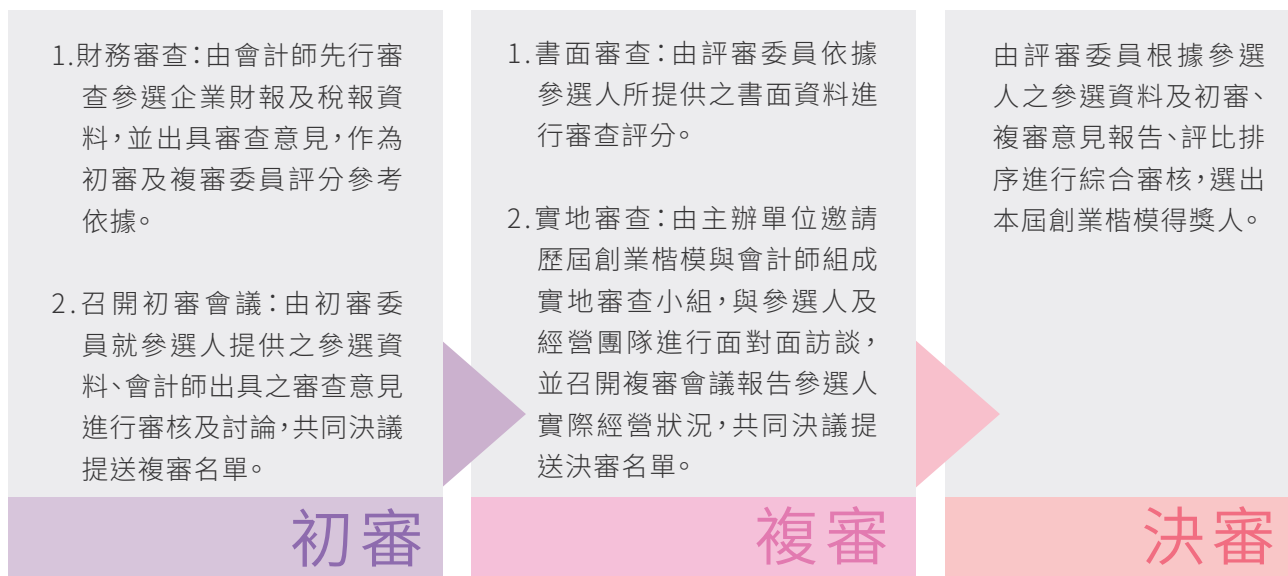 1.財務審查：由會計師先行審
查參選企業財報及稅報資
料，並出具審查意見，作為
初審及複審委員評分參考
依據。
2.召開初審會議：由初審委
員就參選人提供之參選資
料、會計師出具之審查意見
進行審核及討論，共同決議
提送複審名單。
初審
1.書面審查：由評審委員依據
參選人所提供之書面資料進
行審查評分。
2.實地審查：由主辦單位邀請
歷屆創業楷模與會計師組成
實地審查小組，與參選人及
經營團隊進行面對面訪談，
並召開複審會議報告參選人
實際經營狀況，共同決議提
送決審名單。
複審
由評審委員根據參選
人之參選資料及初審、
複審意見報告、評比排
序進行綜合審核，選出
本屆創業楷模得獎人。
決審